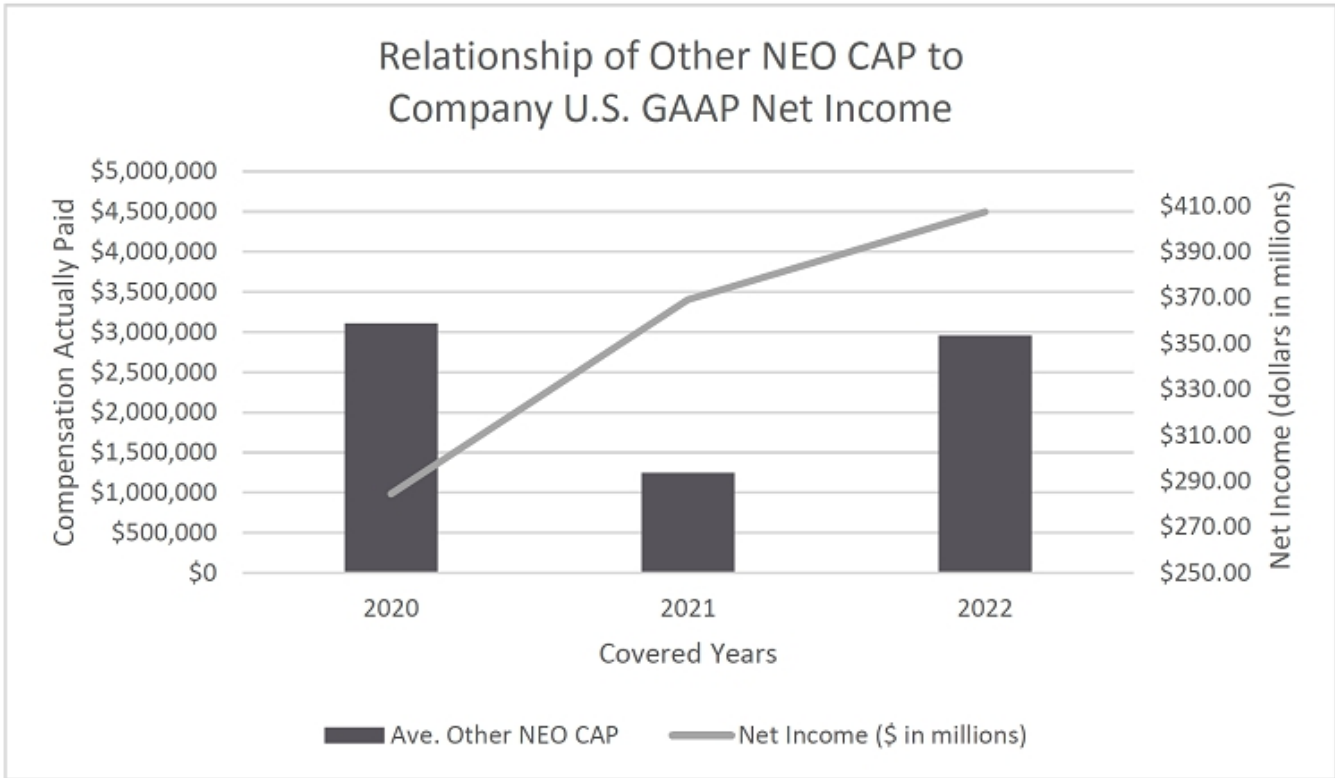 Relationship of Other NEO CAP to
Company U.S. GAAP Net Income
Compensation Actually Paid
$5,000,000
$4,500,000
$4,000,000
$3,500,000
$3,000,000
$2,500,000
$2,000,000
$1,500,000
$1,000,000
$500,000
$0
$410.00
$390.00
$370.00
$350.00
$330.00
$310.00
$290.00
$270.00
$250.00
Net Income (dollars in millions)
2020 2021 2022
Covered Years
Ave. Other NEO CAP Net Income ($ in millions)